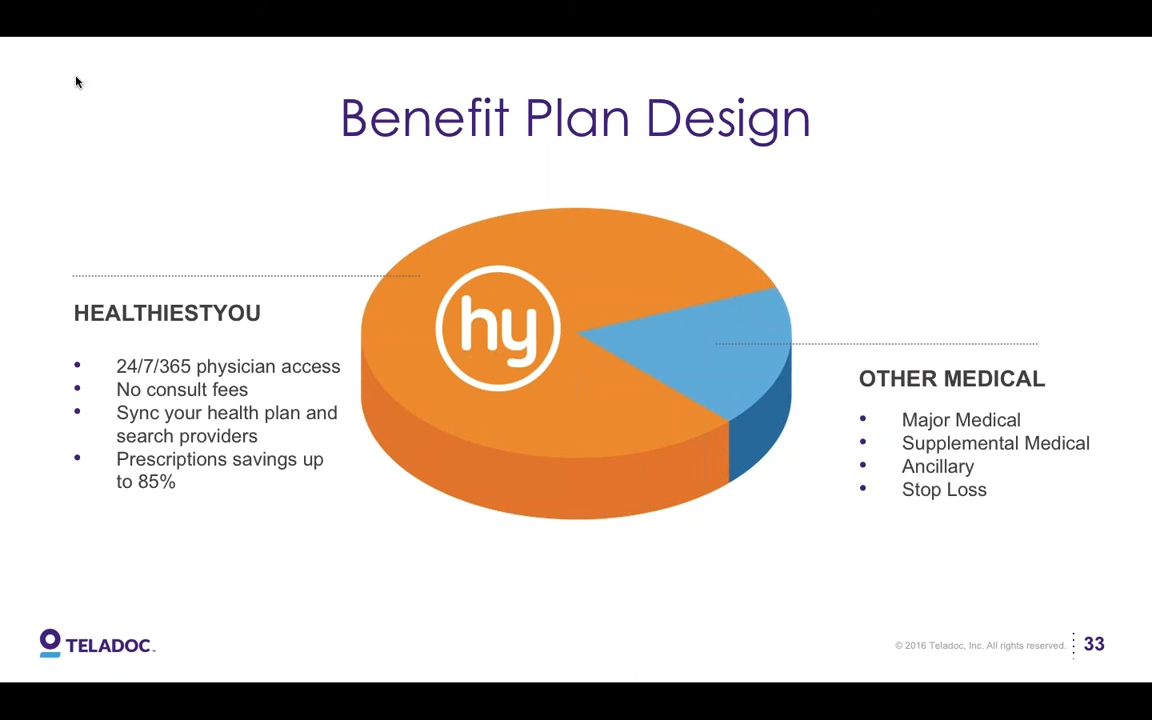 Benefit Plan Design
hy
HEALTHIESTYOU
• 24/7/365 physician access
• No consult fees
• Sync your health plan and
search providers
• Prescriptions savings up
to 85%
OTHER MEDICAL
• Major Medical
• Supplemental Medical
• Ancillary
• Stop Loss
TELADOC™
© 2016 Teladoc, Inc. All rights reserved. 33